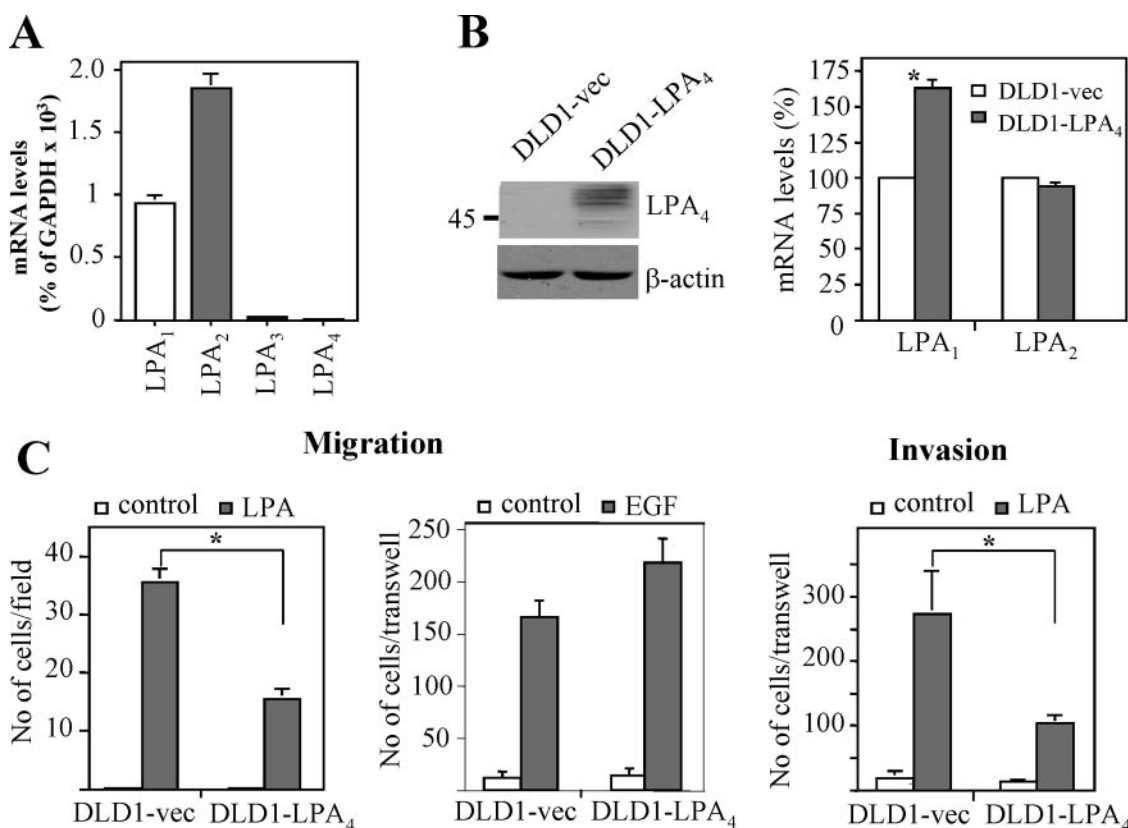 A
mRNA levels
(% of GAPDH x 10³)
2.0
1.5
1
0.5
0
LPA₁
LPA₂
LPA₃
LPA₄
B
DLD1-vec
DLD1-LPA₄
45
LPA₄
β-actin
mRNA levels (%)
175
150
125
100
75
50
25
0
*
DLD1-vec
DLD1-LPA₄
LPA₁ LPA₂
C
Migration
control LPA
No of cells/field
40
30
20
10
*
DLD1-vec DLD1-LPA₄
control EGF
No of cells/transwell
250
200
150
100
50
DLD1-vec DLD1-LPA₄
Invasion
control LPA
No of cells/transwell
300
200
100
*
DLD1-vec DLD1-LPA₄